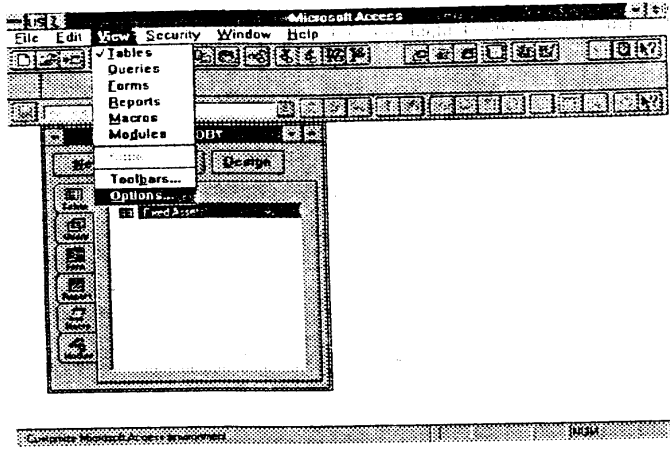 Microsoft Access
File Edit View Security Window Help
✓Tables
Queries
Forms
Reports
Macros
Modules
Toolbars...
Options...
Design
Fixed Assets
Customize Microsoft Access environment
NUM